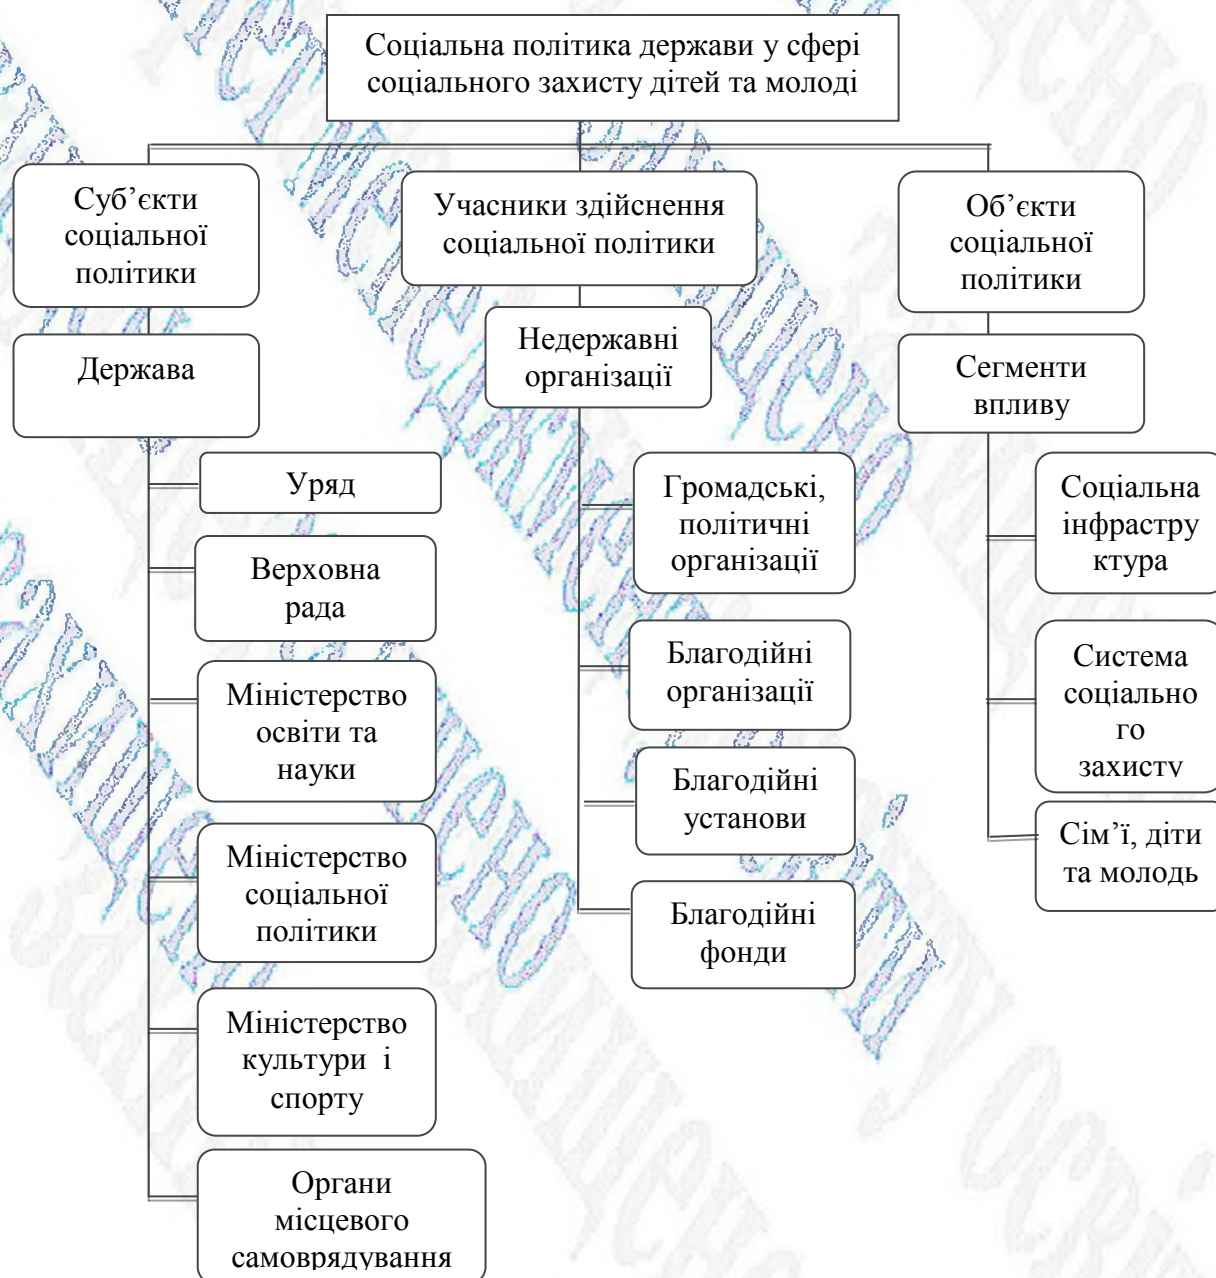 Соціальна політика держави у сфері
соціального захисту дітей та молоді
Суб’єкти
соціальної
політики
Учасники здійснення
соціальної політики
Об’єкти
соціальної
політики
Держава
Недержавні
організації
Сегменти
впливу
Уряд
Верховна
рада
Міністерство
освіти та
науки
Міністерство
соціальної
політики
Міністерство
культури і
спорту
Органи
місцевого
самоврядування
Громадські,
політичні
організації
Благодійні
організації
Благодійні
установи
Благодійні
фонди
Соціальна
інфрастру
ктура
Система
соціально
го
захисту
Сім’ї, діти
та молодь